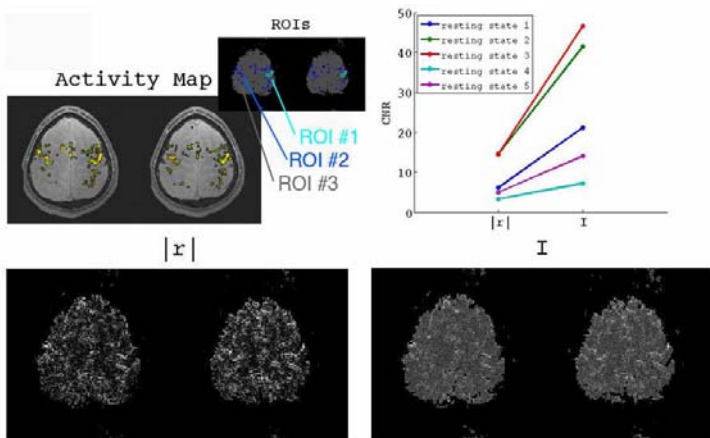 ROIs
Activity Map
ROI #1
ROI #2
ROI #3
CNR
50
40
30
20
10
0
resting state 1
resting state 2
resting state 3
resting state 4
resting state 5
|r|
I
|r|
I